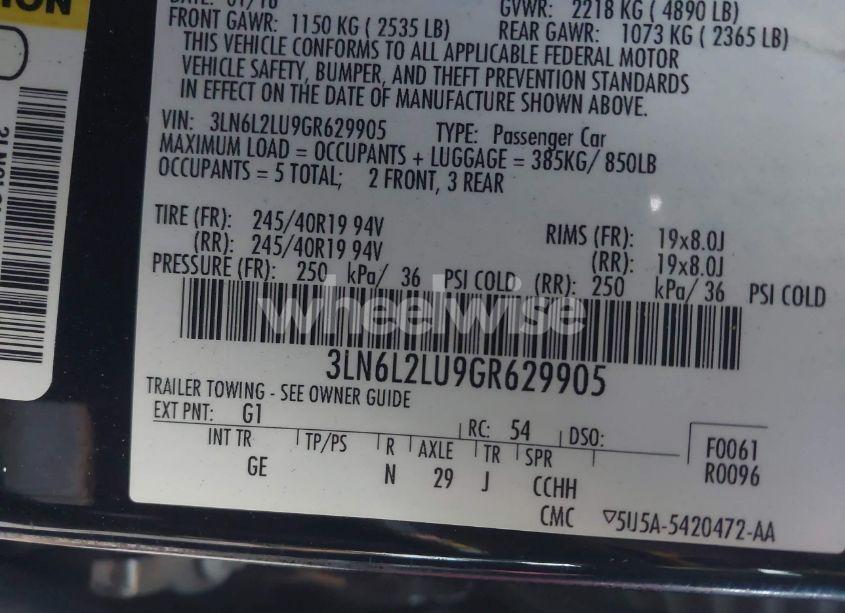 ION
DATE: 01/16
GVWR: 2218 KG ( 4890 LB)
FRONT GAWR: 1150 KG ( 2535 LB)
REAR GAWR: 1073 KG ( 2365 LB)
THIS VEHICLE CONFORMS TO ALL APPLICABLE FEDERAL MOTOR
VEHICLE SAFETY, BUMPER, AND THEFT PREVENTION STANDARDS
IN EFFECT ON THE DATE OF MANUFACTURE SHOWN ABOVE.
VIN: 3LN6L2LU9GR629905 TYPE: Passenger Car
MAXIMUM LOAD = OCCUPANTS + LUGGAGE = 385KG/ 850LB
OCCUPANTS = 5 TOTAL; 2 FRONT, 3 REAR
TIRE (FR): 245/40R19 94V RIMS (FR): 19x8.0J
(RR): 245/40R19 94V (RR): 19x8.0J
PRESSURE (FR): 250 kPa/ 36 PSI COLD (RR): 250 kPa/ 36 PSI COLD
wheelwise
3LN6L2LU9GR629905
TRAILER TOWING - SEE OWNER GUIDE
EXT PNT: G1 RC: 54 DSO:
INT TR TP/PS R AXLE TR SPR
GE N 29 J CCHH
F0061
R0096
CMC ▽5U5A-5420472-AA